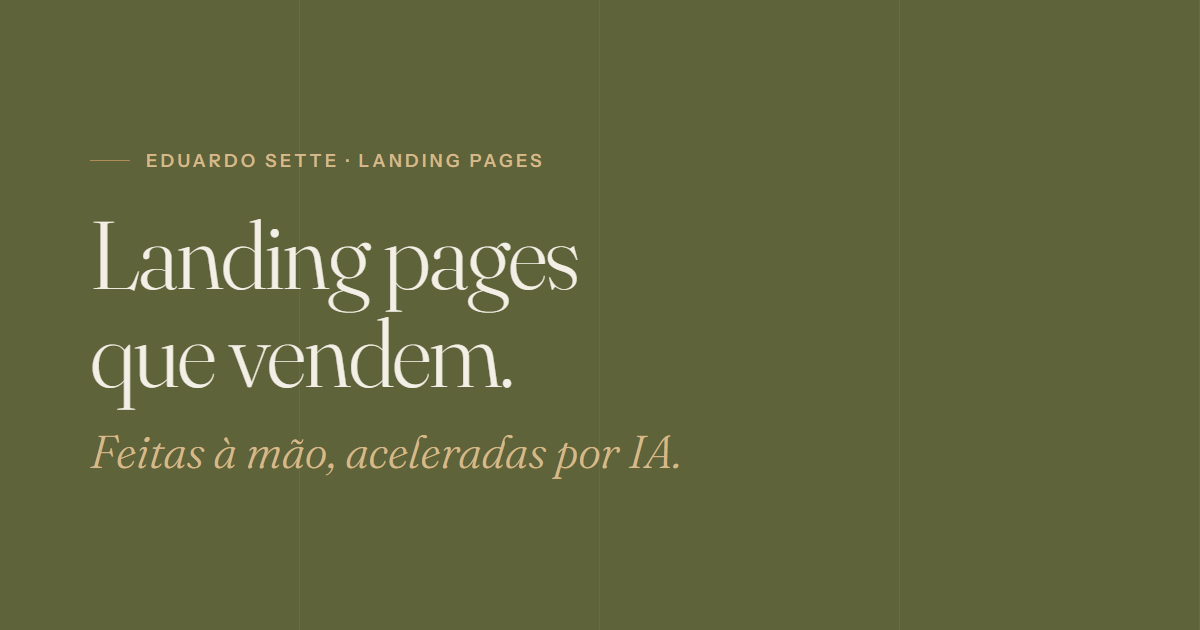 EDUARDO SETTE · LANDING PAGES
Landing pages
que vendem.
Feitas à mão, aceleradas por IA.